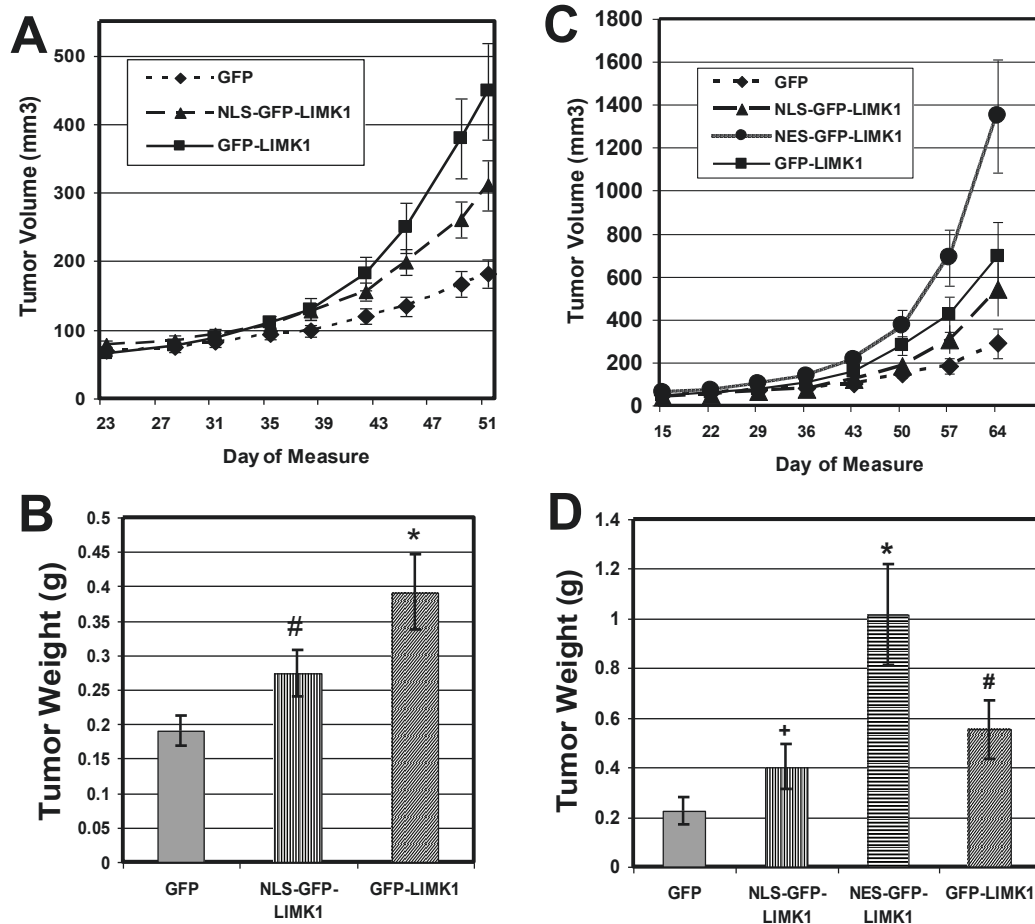 A
Tumor Volume (mm3)
500
400
300
200
100
0
GFP
NLS-GFP-LIMK1
GFP-LIMK1
23 27 31 35 39 43 47 51
Day of Measure
C
Tumor Volume (mm3)
1800
1600
1400
1200
1000
800
600
400
200
0
GFP
NLS-GFP-LIMK1
NES-GFP-LIMK1
GFP-LIMK1
15 22 29 36 43 50 57 64
Day of Measure
B
Tumor Weight (g)
0.5
0.45
0.4
0.35
0.3
0.25
0.2
0.15
0.1
0.05
0
#
*
GFP
NLS-GFP-
LIMK1
GFP-LIMK1
D
Tumor Weight (g)
1.4
1.2
1
0.8
0.6
0.4
0.2
0
+
*
#
GFP
NLS-GFP-
LIMK1
NES-GFP-
LIMK1
GFP-LIMK1